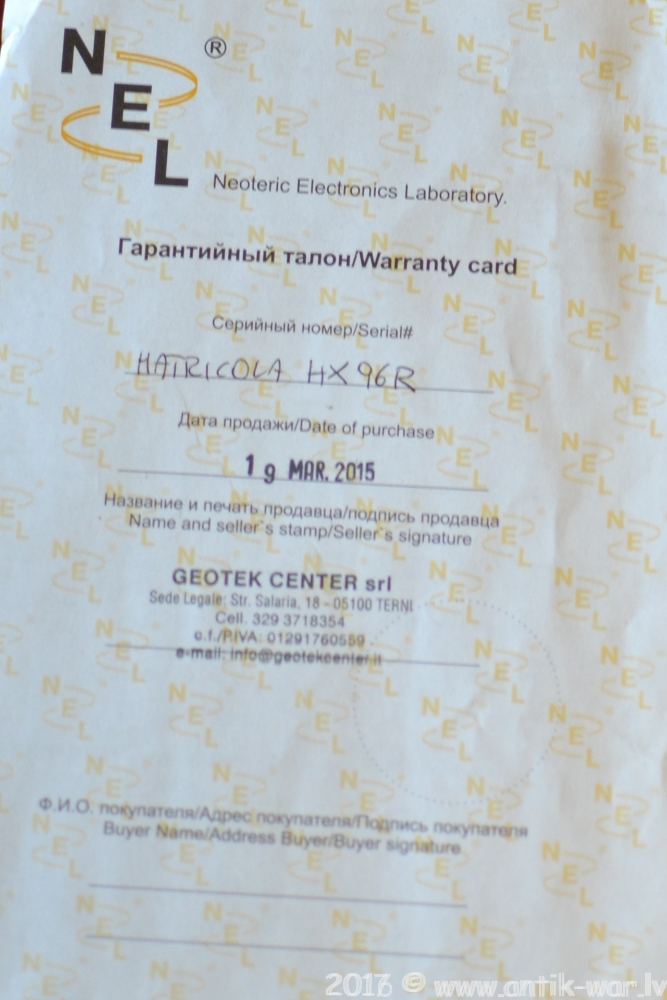 NEL ®
Neoteric Electronics Laboratory.
Гарантийный талон/Warranty card
Серийный номер/Serial#
MATRICOLA HX96R
Дата продажи/Date of purchase
19 MAR. 2015
Название и печать продавца/подпись продавца
Name and seller`s stamp/Seller`s signature
GEOTEK CENTER srl
Sede Legale: Str. Salaria, 18 - 05100 TERNI
Cell. 329 3718354
c.f./P.IVA: 01291760559
e-mail: info@geotekcenter.it
Ф.И.О. покупателя/Адрес покупателя/Подпись покупателя
Buyer Name/Address Buyer/Buyer signature
2016 © www.antik-war.lv